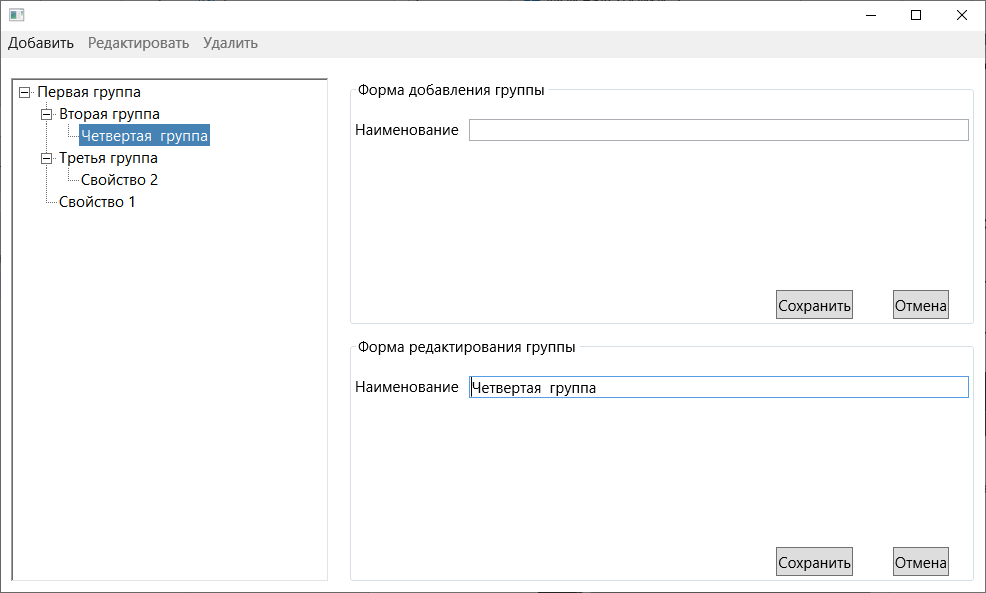 Добавить Редактировать Удалить
Первая группа
Вторая группа
Четвертая  группа
Третья группа
Свойство 2
Свойство 1
Форма добавления группы
Наименование
Сохранить Отмена
Форма редактирования группы
Наименование Четвертая  группа
Сохранить Отмена